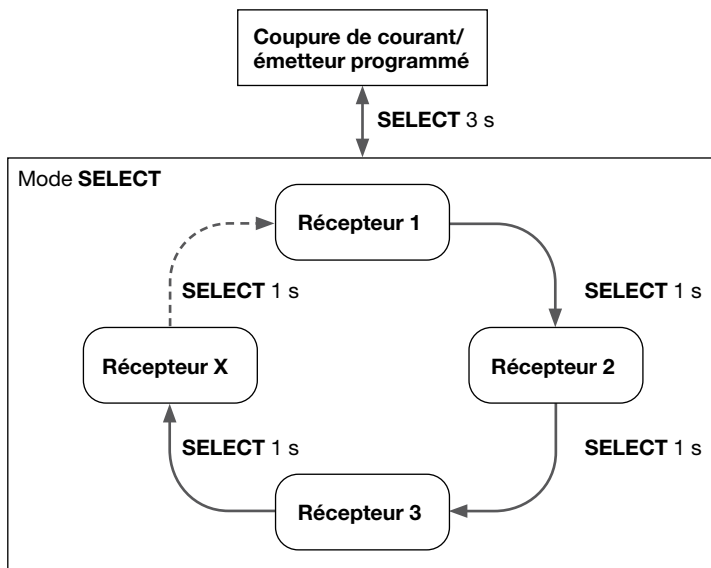 Coupure de courant/
émetteur programmé
SELECT 3 s
Mode SELECT
Récepteur 1
SELECT 1 s
SELECT 1 s
Récepteur X
Récepteur 2
SELECT 1 s
SELECT 1 s
Récepteur 3